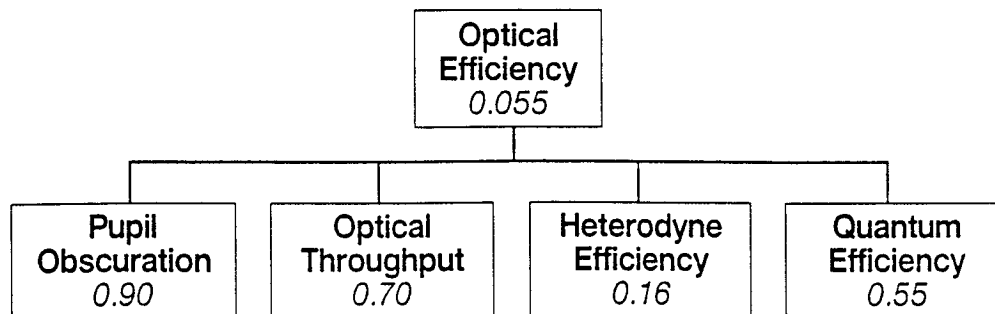 Optical
Efficiency
0.055
Pupil
Obscuration
0.90
Optical
Throughput
0.70
Heterodyne
Efficiency
0.16
Quantum
Efficiency
0.55